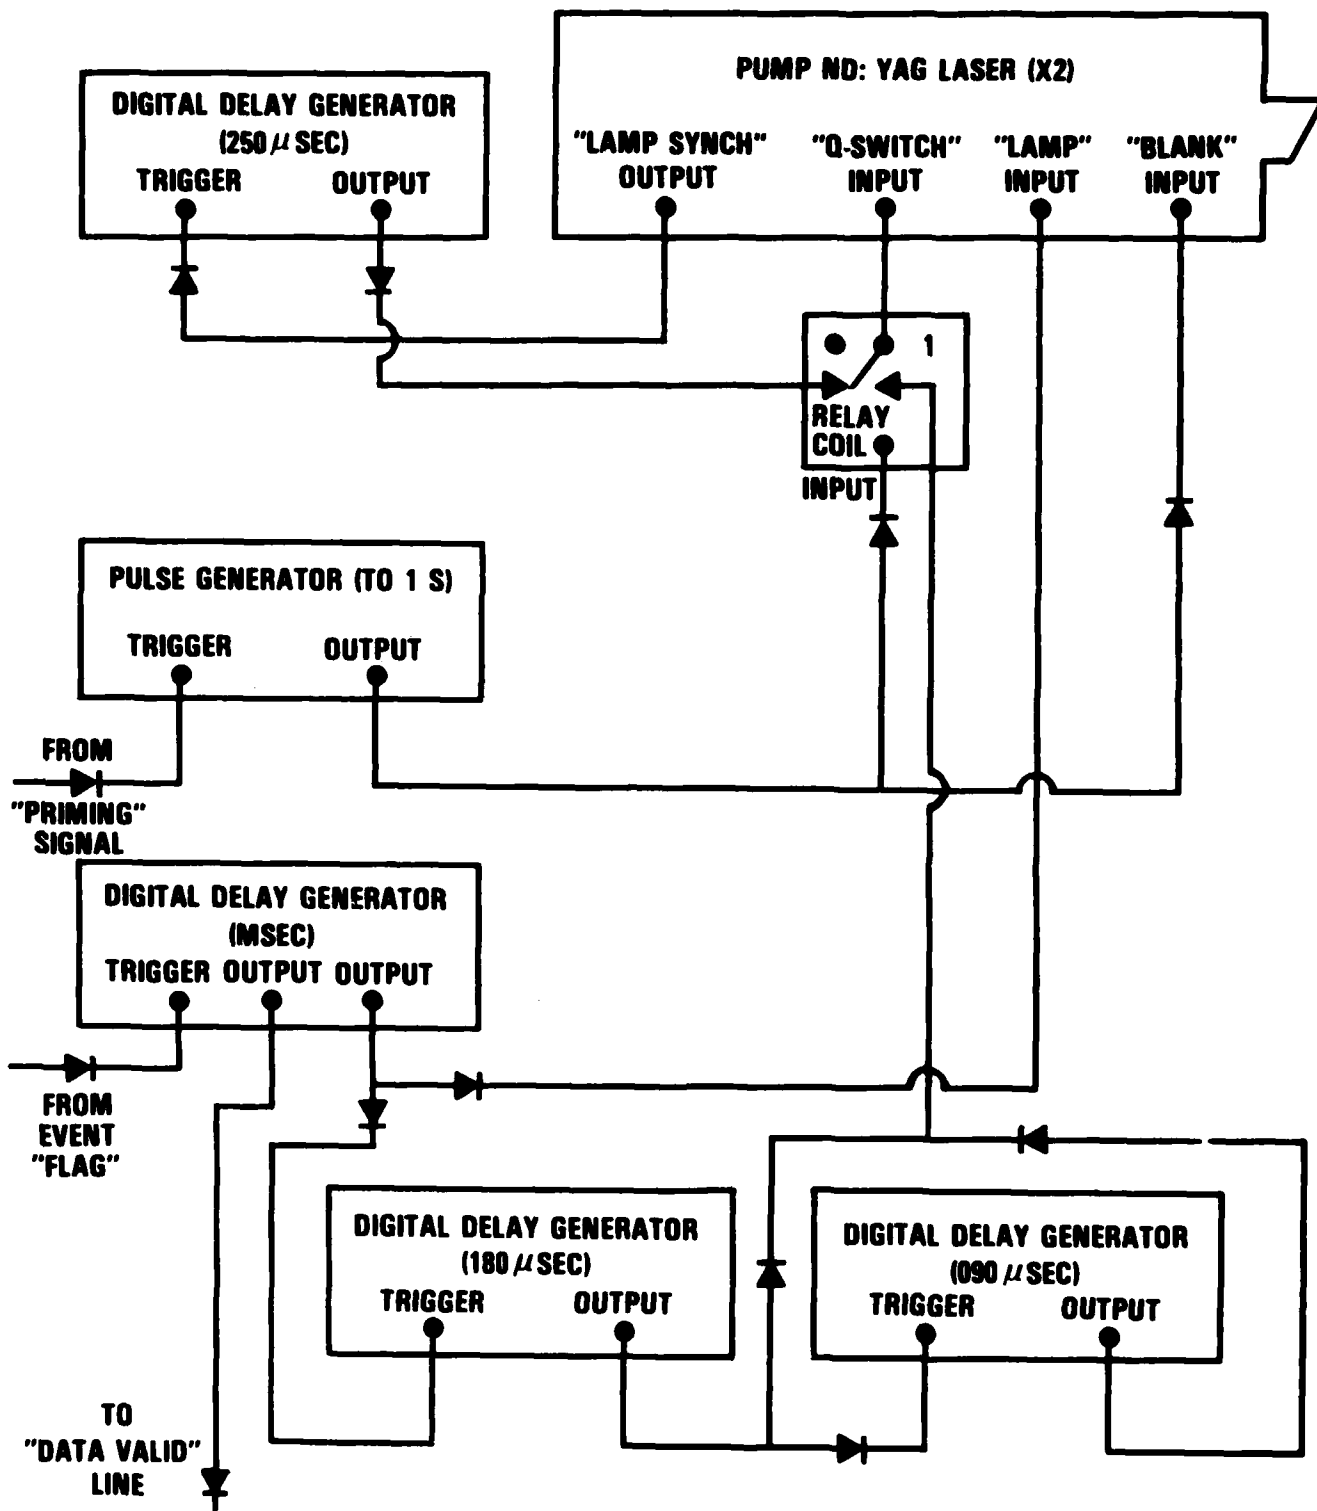 PUMP ND: YAG LASER (X2)
"LAMP SYNCH" OUTPUT
"Q-SWITCH" INPUT
"LAMP" INPUT
"BLANK" INPUT
DIGITAL DELAY GENERATOR
(250 μ SEC)
TRIGGER OUTPUT
1
RELAY
COIL
INPUT
PULSE GENERATOR (TO 1 S)
TRIGGER OUTPUT
FROM
"PRIMING"
SIGNAL
DIGITAL DELAY GENERATOR
(MSEC)
TRIGGER OUTPUT OUTPUT
FROM
EVENT
"FLAG"
DIGITAL DELAY GENERATOR
(180 μ SEC)
TRIGGER OUTPUT
DIGITAL DELAY GENERATOR
(090 μ SEC)
TRIGGER OUTPUT
TO
"DATA VALID"
LINE